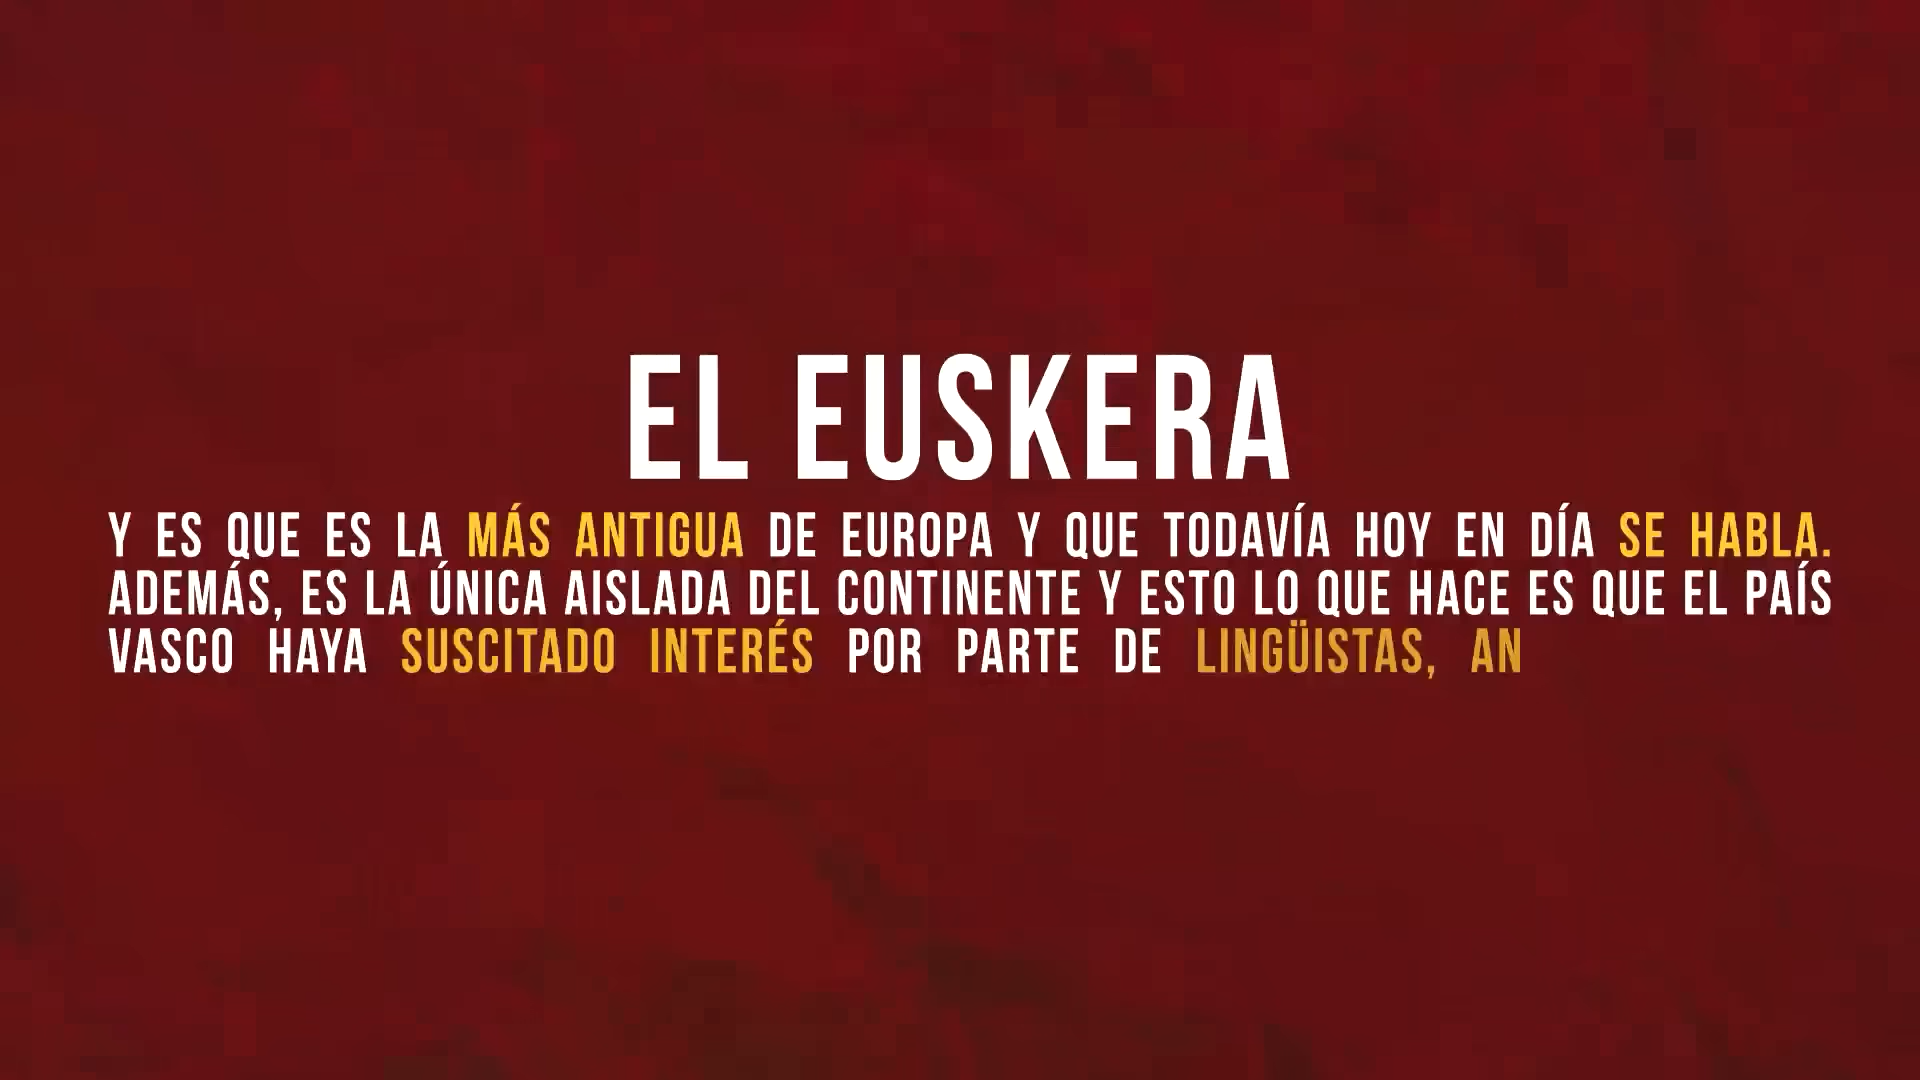 EL EUSKERA
Y ES QUE ES LA MÁS ANTIGUA DE EUROPA Y QUE TODAVÍA HOY EN DÍA SE HABLA.
ADEMÁS, ES LA ÚNICA AISLADA DEL CONTINENTE Y ESTO LO QUE HACE ES QUE EL PAÍS
VASCO HAYA SUSCITADO INTERÉS POR PARTE DE LINGÜISTAS, AN